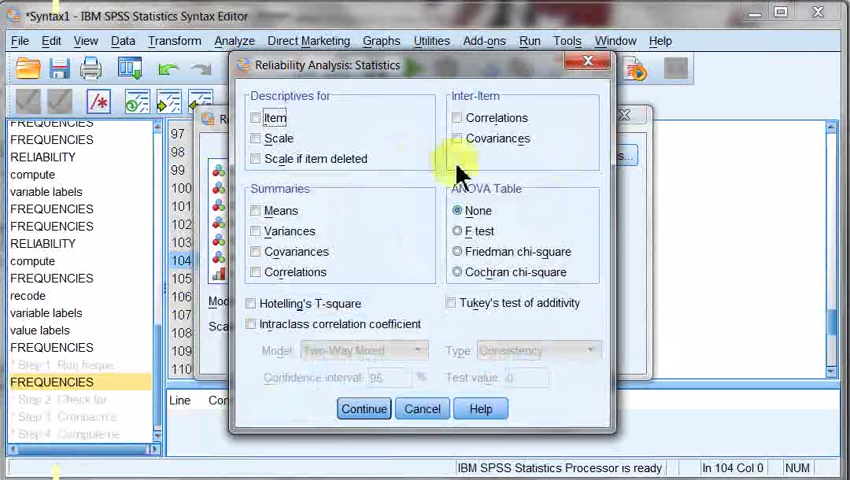 *Syntax1 - IBM SPSS Statistics Syntax Editor
File Edit View Data Transform Analyze Direct Marketing Graphs Utilities Add-ons Run Tools Window Help
Reliability Analysis: Statistics
Descriptives for
Item
Scale
Scale if item deleted
Inter-Item
Correlations
Covariances
Summaries
Means
Variances
Covariances
Correlations
ANOVA Table
None
F test
Friedman chi-square
Cochran chi-square
Hotelling's T-square
Tukey's test of additivity
Intraclass correlation coefficient
Model: Two-Way Mixed
Type: Consistency
Confidence interval: 95 %
Test value: 0
Continue Cancel Help
FREQUENCIES
FREQUENCIES
RELIABILITY
compute
variable labels
FREQUENCIES
FREQUENCIES
RELIABILITY
compute
FREQUENCIES
recode
variable labels
value labels
FREQUENCIES
* Step 1. Run freque
FREQUENCIES
* Step 2. Check for
* Step 3. Cronbach's
* Step 4. Compute ne
97
98
99
100
101
102
103
104
105
106
107
108
109
110
Line
IBM SPSS Statistics Processor is ready
In 104 Col 0
NUM